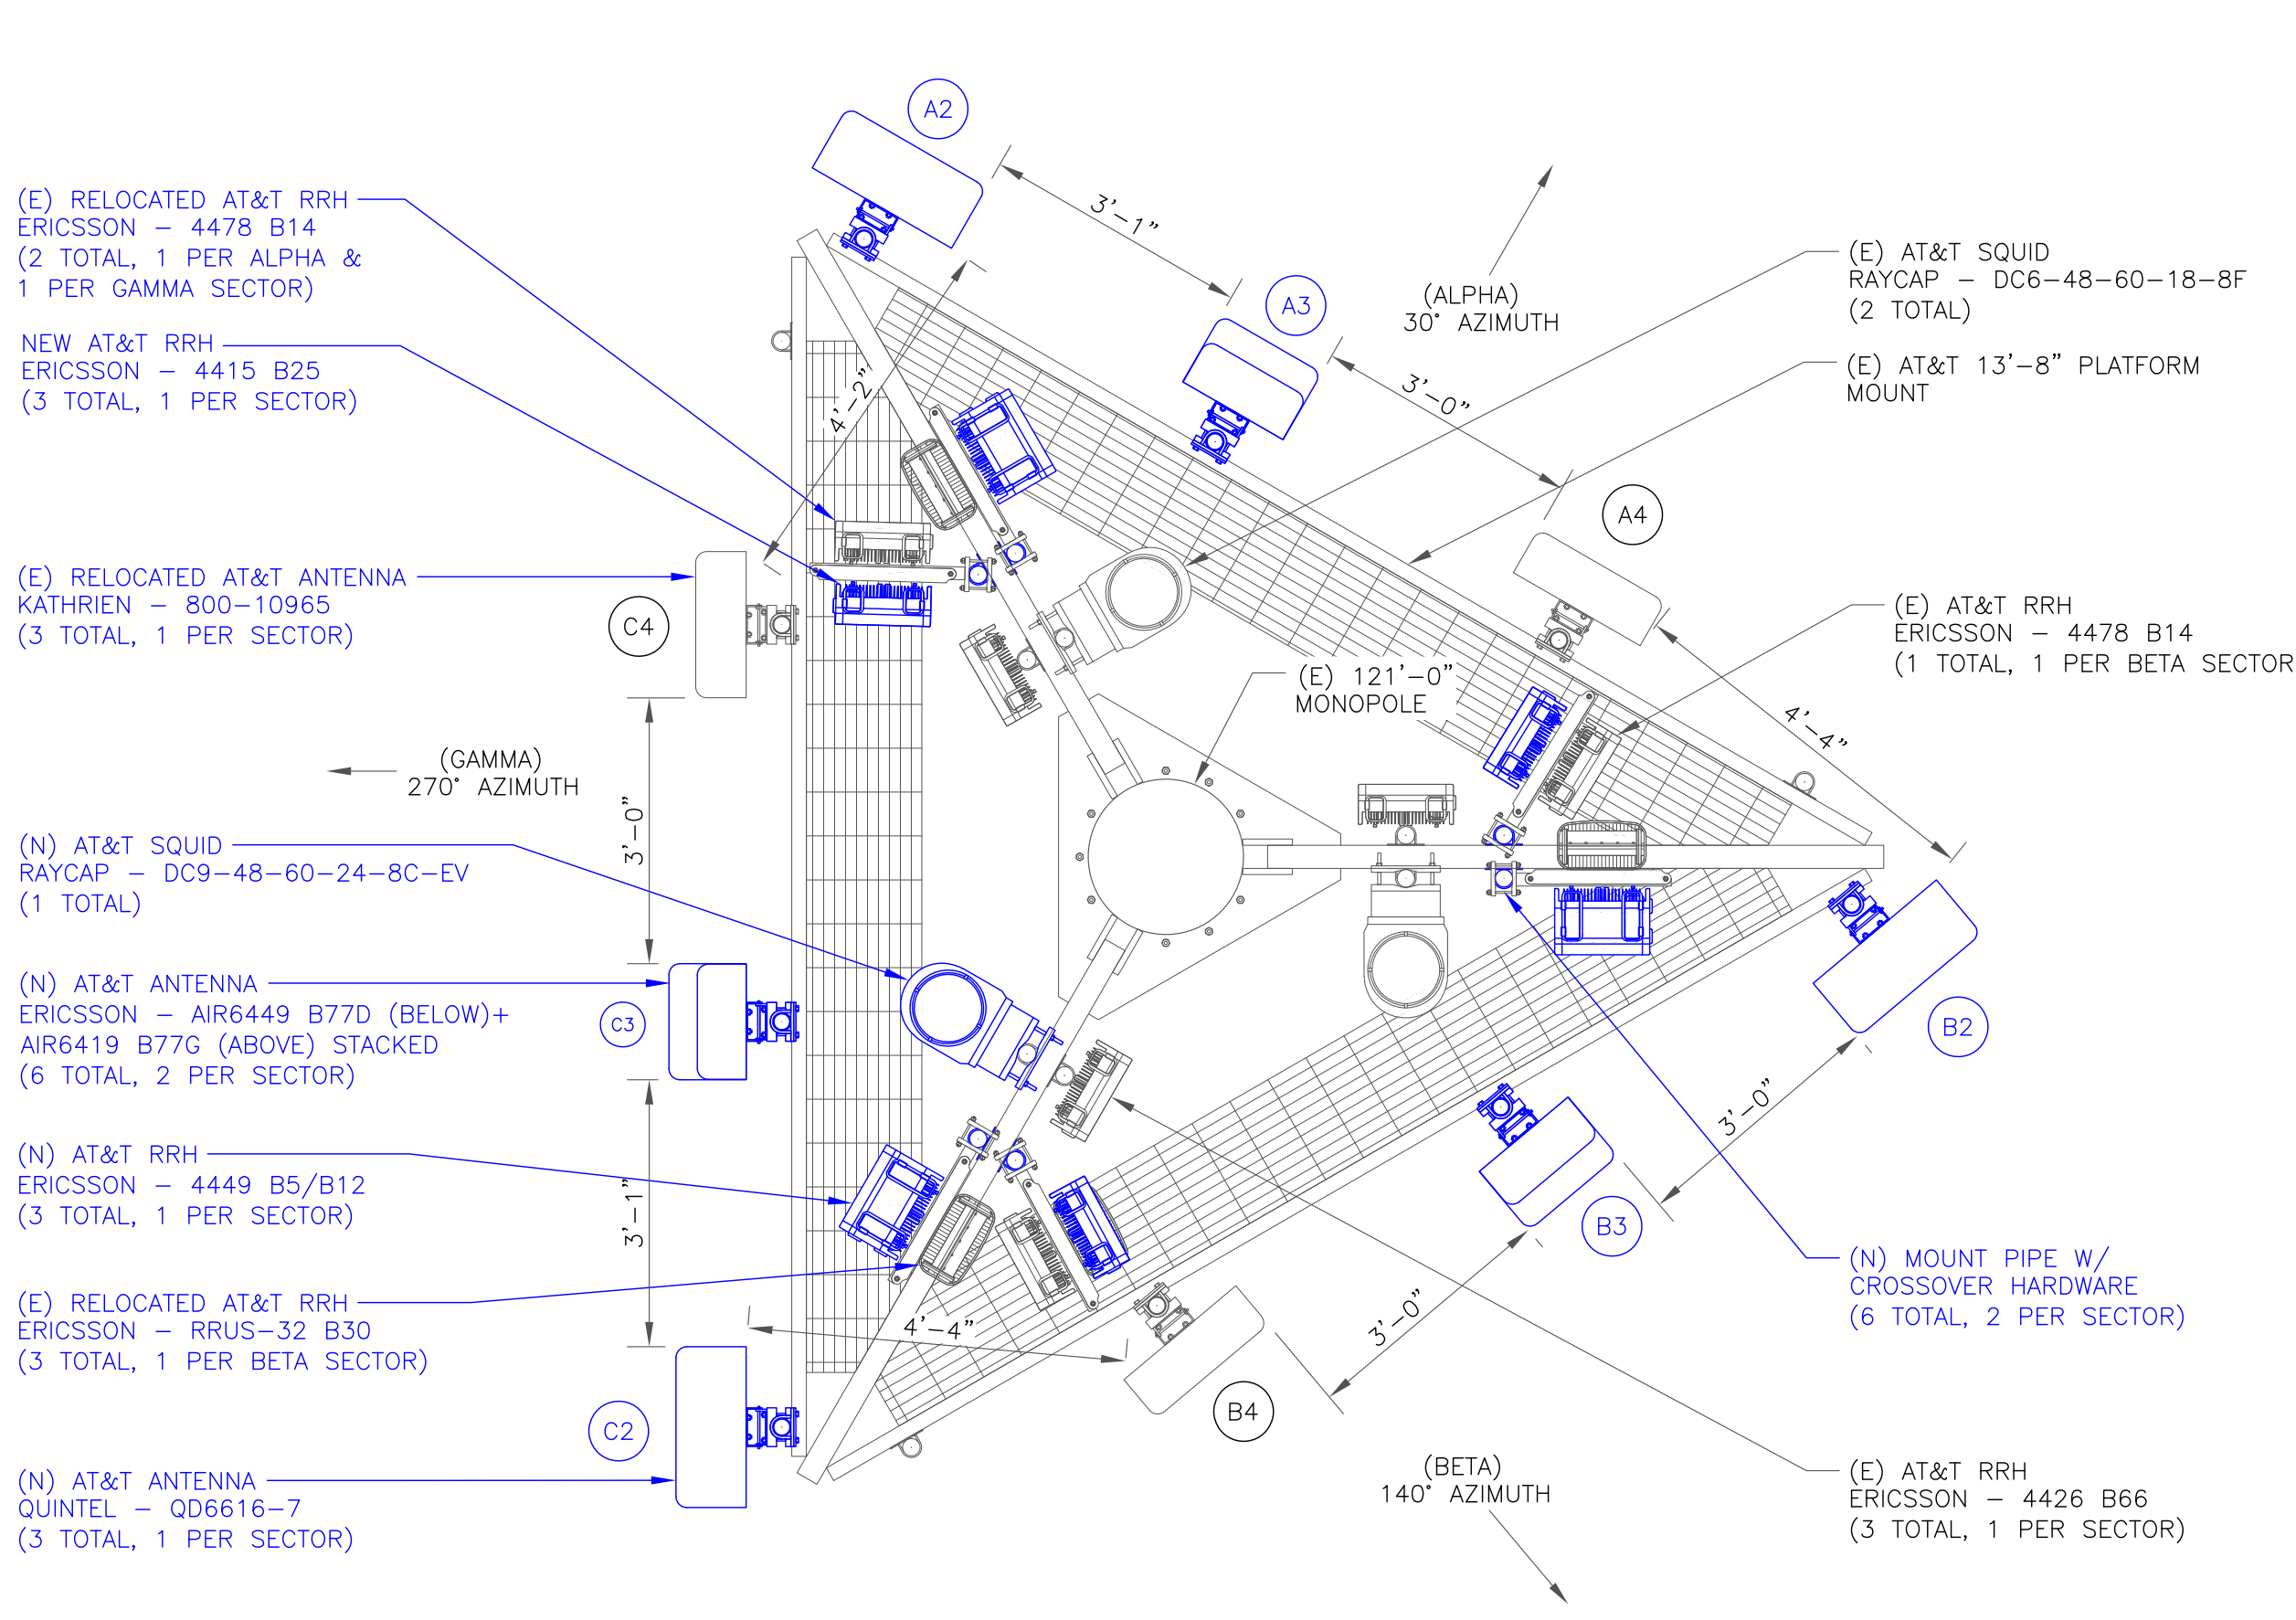 A2
(E) RELOCATED AT&T RRH
ERICSSON – 4478 B14
(2 TOTAL, 1 PER ALPHA &
1 PER GAMMA SECTOR)
3'–1"
(ALPHA)
30° AZIMUTH
A3
(E) AT&T SQUID
RAYCAP – DC6–48–60–18–8F
(2 TOTAL)
NEW AT&T RRH
ERICSSON – 4415 B25
(3 TOTAL, 1 PER SECTOR)
4'–2"
3'–0"
(E) AT&T 13'–8" PLATFORM
MOUNT
A4
(E) RELOCATED AT&T ANTENNA
KATHRIEN – 800–10965
(3 TOTAL, 1 PER SECTOR)
C4
(E) AT&T RRH
ERICSSON – 4478 B14
(1 TOTAL, 1 PER BETA SECTOR
(E) 121'–0"
MONOPOLE
4'–4"
(GAMMA)
270° AZIMUTH
3'–0"
(N) AT&T SQUID
RAYCAP – DC9–48–60–24–8C–EV
(1 TOTAL)
(N) AT&T ANTENNA
ERICSSON – AIR6449 B77D (BELOW)+
AIR6419 B77G (ABOVE) STACKED
(6 TOTAL, 2 PER SECTOR)
C3
B2
3'–0"
(N) AT&T RRH
ERICSSON – 4449 B5/B12
(3 TOTAL, 1 PER SECTOR)
3'–1"
B3
(N) MOUNT PIPE W/
CROSSOVER HARDWARE
(6 TOTAL, 2 PER SECTOR)
(E) RELOCATED AT&T RRH
ERICSSON – RRUS–32 B30
(3 TOTAL, 1 PER BETA SECTOR)
4'–4"
3'–0"
C2
B4
(N) AT&T ANTENNA
QUINTEL – QD6616–7
(3 TOTAL, 1 PER SECTOR)
(BETA)
140° AZIMUTH
(E) AT&T RRH
ERICSSON – 4426 B66
(3 TOTAL, 1 PER SECTOR)